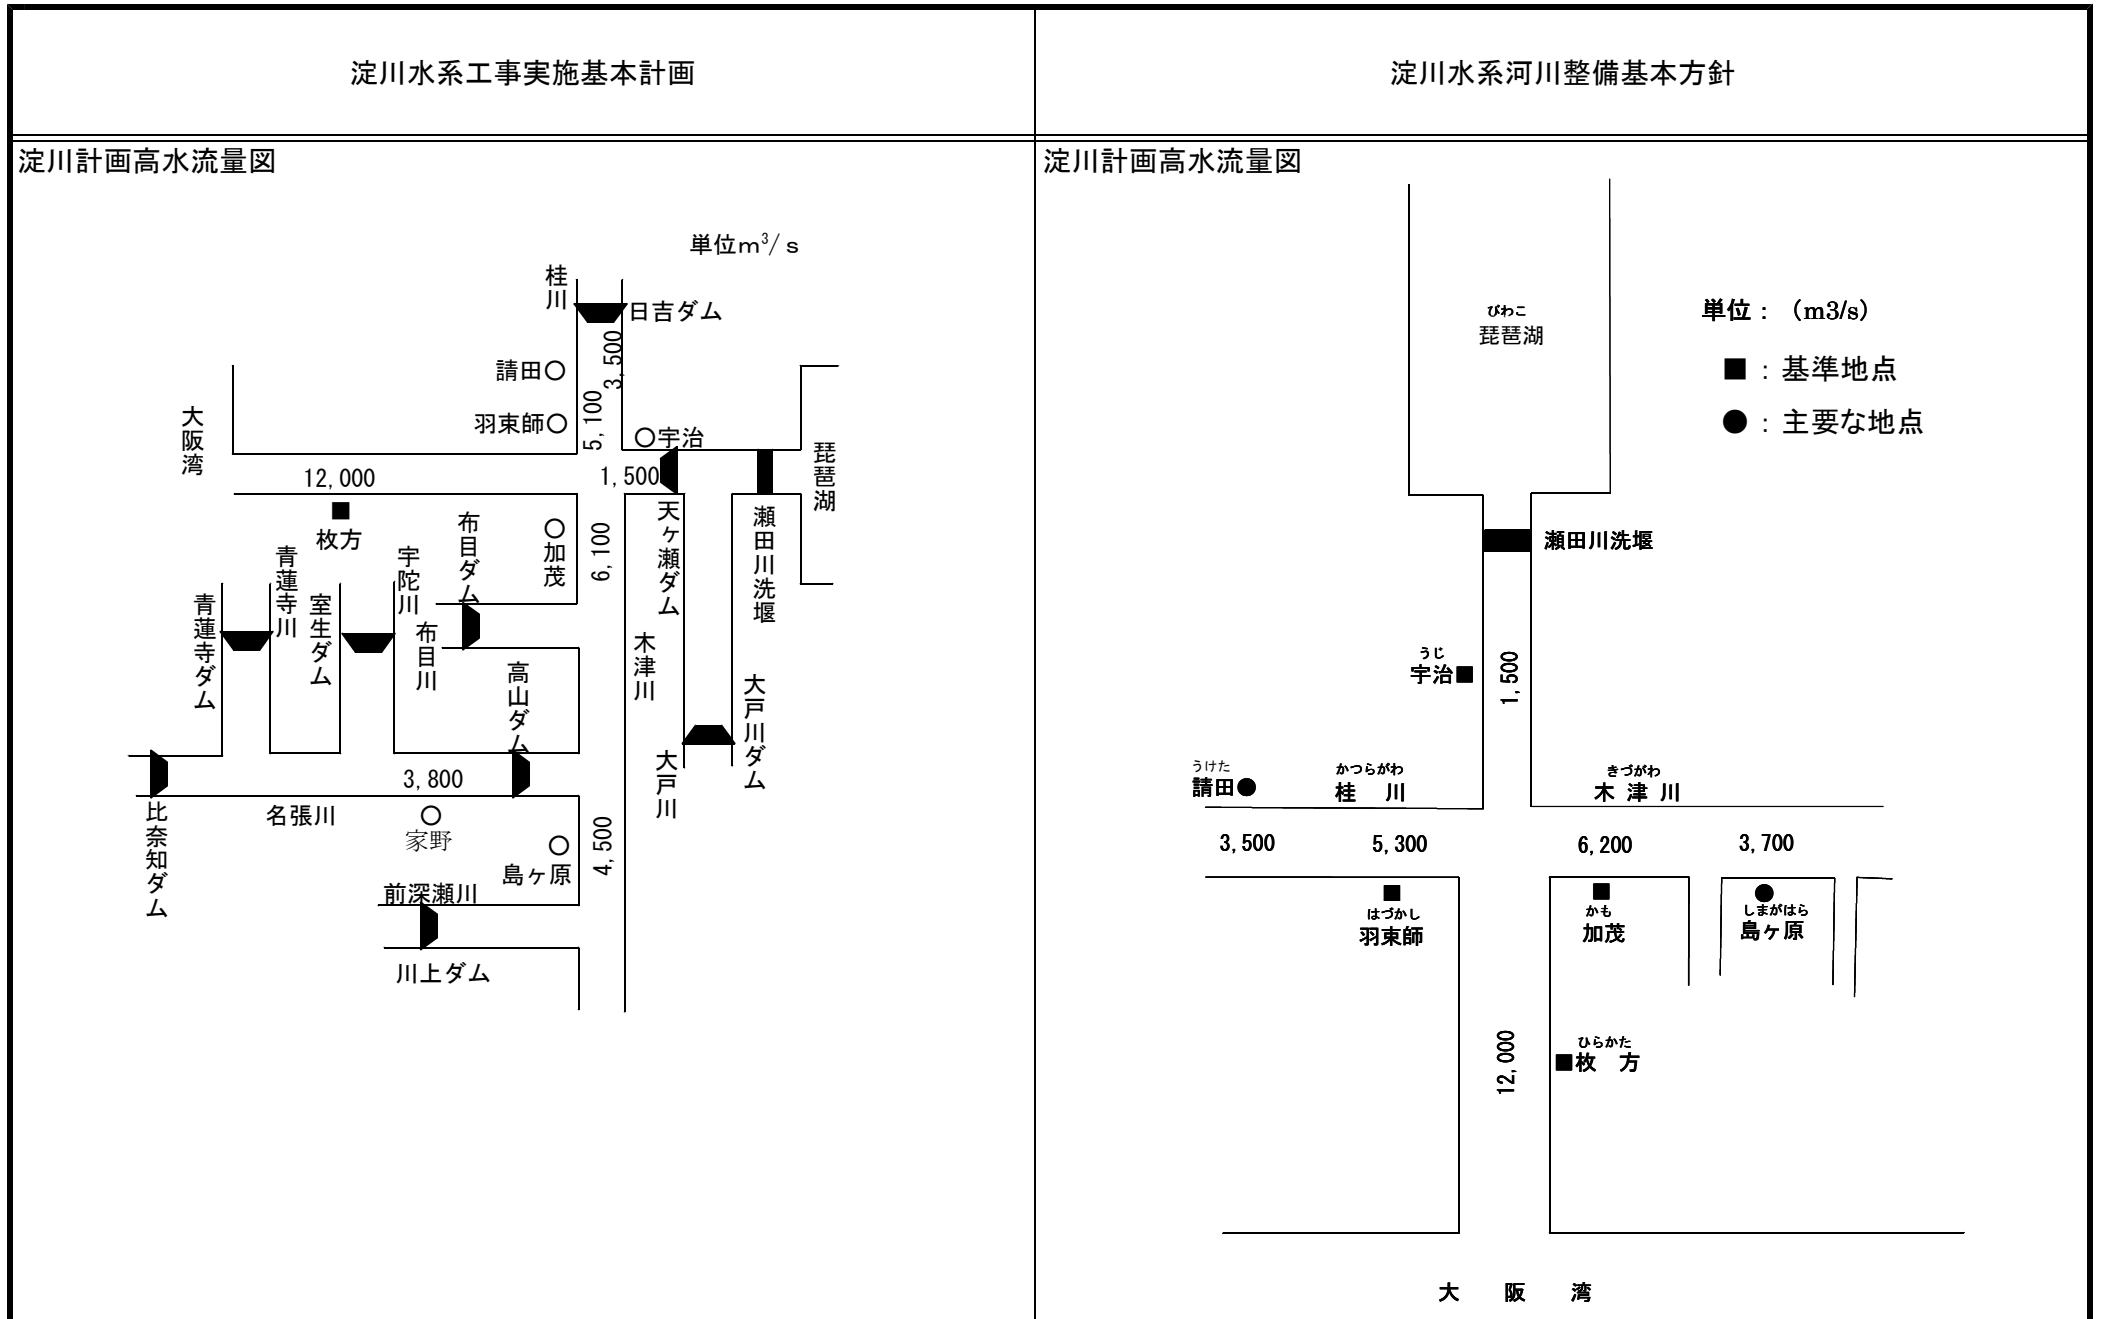 淀川水系工事実施基本計画
淀川水系河川整備基本方針
淀川計画高水流量図
単位m³/s
桂川
日吉ダム
3,500
請田
5,100
羽束師
宇治
大阪湾
琵琶湖
12,000
1,500
枚方
布目ダム
加茂
6,100
天ヶ瀬ダム
瀬田川洗堰
青蓮寺川
宇陀川
青蓮寺ダム
室生ダム
布目川
木津川
高山ダム
大戸川ダム
大戸川
3,800
比奈知ダム
名張川
家野
4,500
島ヶ原
前深瀬川
川上ダム
淀川計画高水流量図
びわこ
琵琶湖
単位：（m3/s）
■：基準地点
●：主要な地点
瀬田川洗堰
うじ
宇治■
1,500
うけた
請田●
かつらがわ
桂 川
きづがわ
木 津 川
3,500
5,300
6,200
3,700
はづかし
羽束師
かも
加茂
しまがはら
島ヶ原
12,000
ひらかた
■枚 方
大 阪 湾